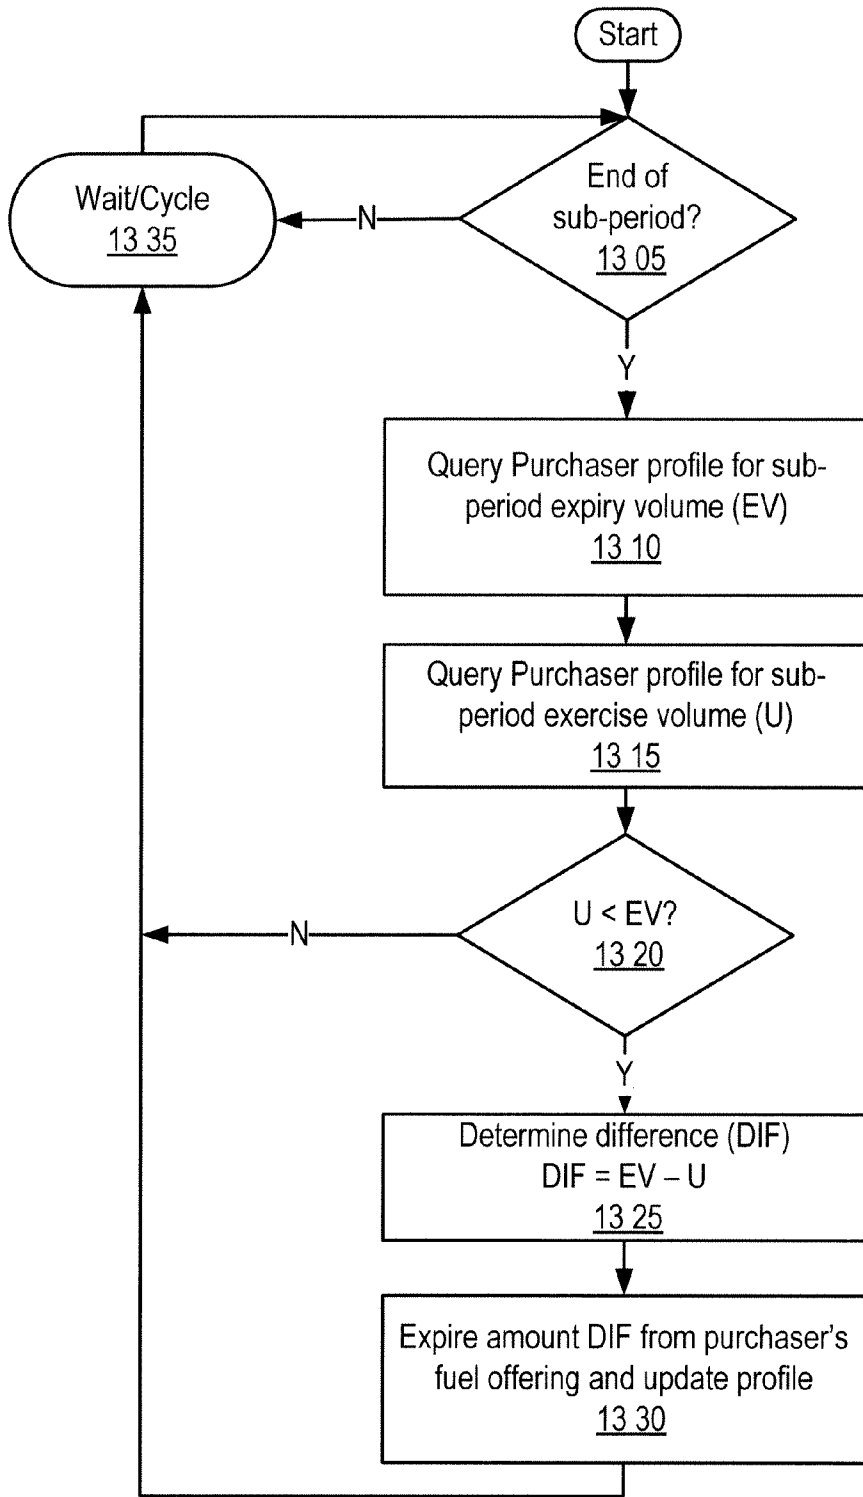 Start
End of
sub-period?
13 05
N
Wait/Cycle
13 35
Y
Query Purchaser profile for sub-
period expiry volume (EV)
13 10
Query Purchaser profile for sub-
period exercise volume (U)
13 15
U < EV?
13 20
N
Y
Determine difference (DIF)
DIF = EV – U
13 25
Expire amount DIF from purchaser's
fuel offering and update profile
13 30